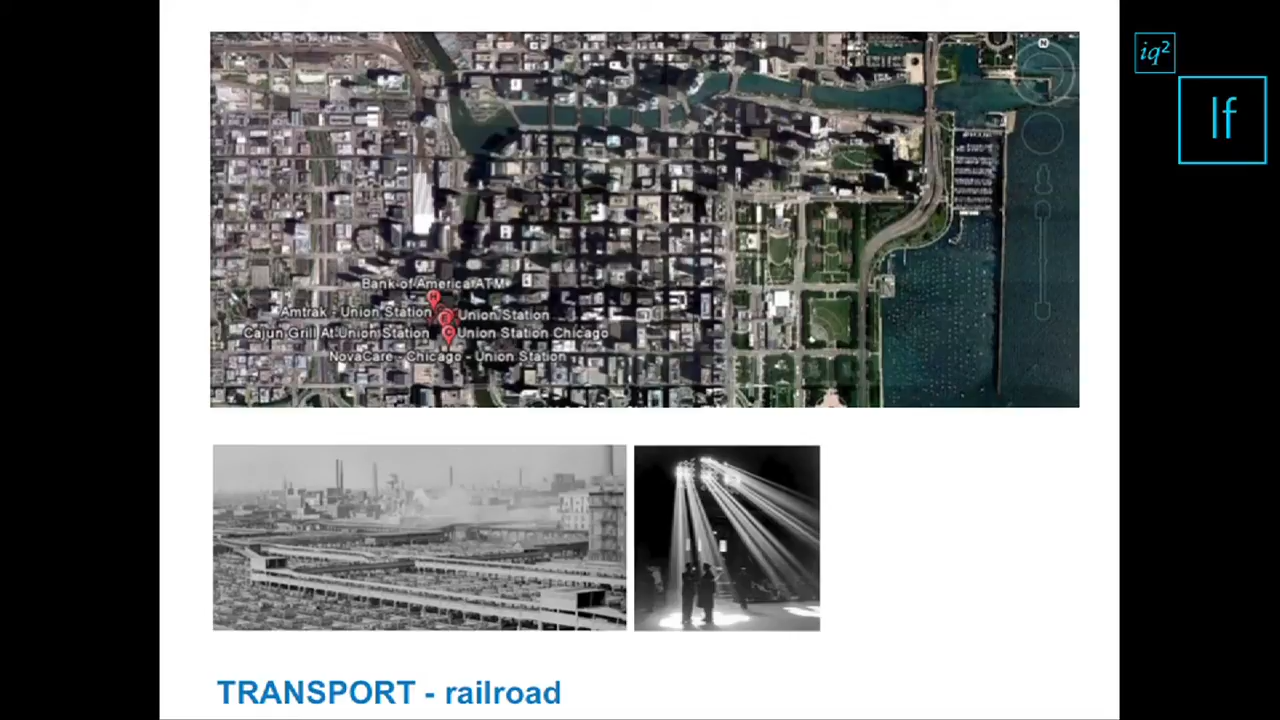 iq²
If
N
Bank of America ATM
H
Amtrak - Union Station
Union Station
Cajun Grill At Union Station
Union Station Chicago
NovaCare - Chicago - Union Station
TRANSPORT - railroad